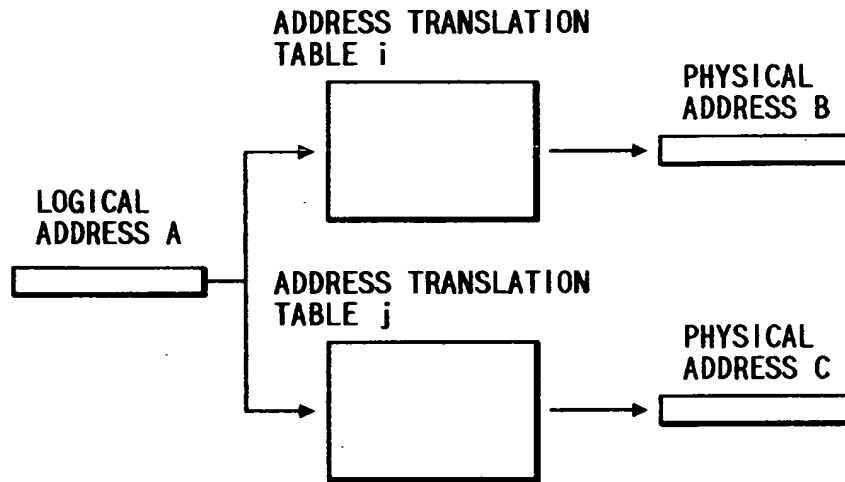 ADDRESS TRANSLATION
TABLE i
PHYSICAL
ADDRESS B
LOGICAL
ADDRESS A
ADDRESS TRANSLATION
TABLE j
PHYSICAL
ADDRESS C